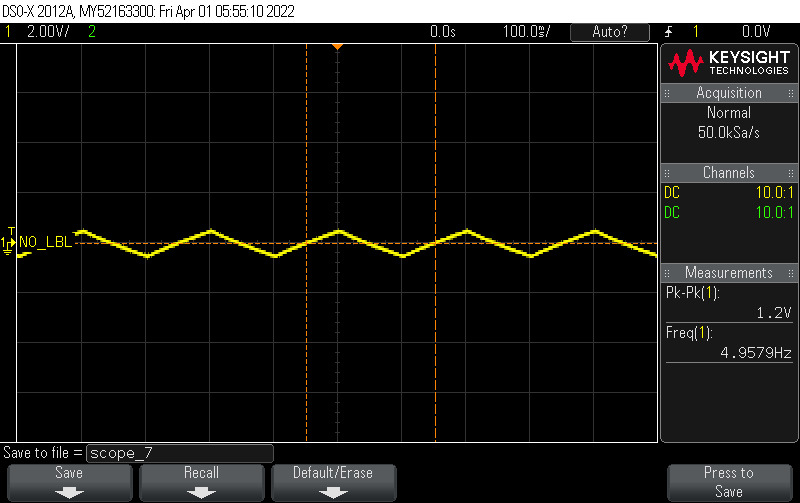 DSO-X 2012A, MY52163300: Fri Apr 01 05:55:10 2022
1 2.00V/ 2 0.0s 100.0ms/ Auto? 1 0.0V
KEYSIGHT
TECHNOLOGIES
Acquisition
Normal
50.0kSa/s
Channels
DC 10.0:1
DC 10.0:1
T
1 NO_LBL
Measurements
Pk-Pk(1):
1.2V
Freq(1):
4.9579Hz
Save to file = scope_7
Save
Recall
Default/Erase
Press to
Save